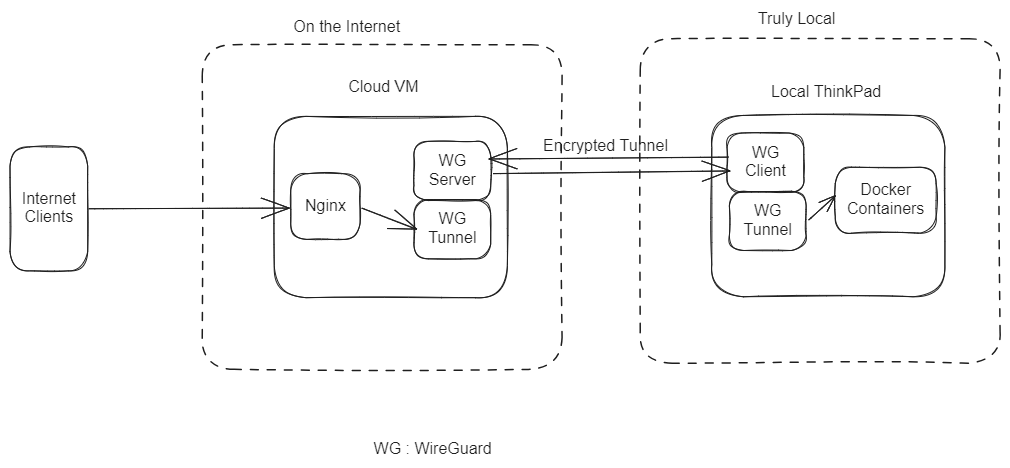 On the Internet
Truly Local
Cloud VM
Local ThinkPad
Internet
Clients
Nginx
WG
Server
WG
Tunnel
Encrypted Tunnel
WG
Client
WG
Tunnel
Docker
Containers
WG : WireGuard